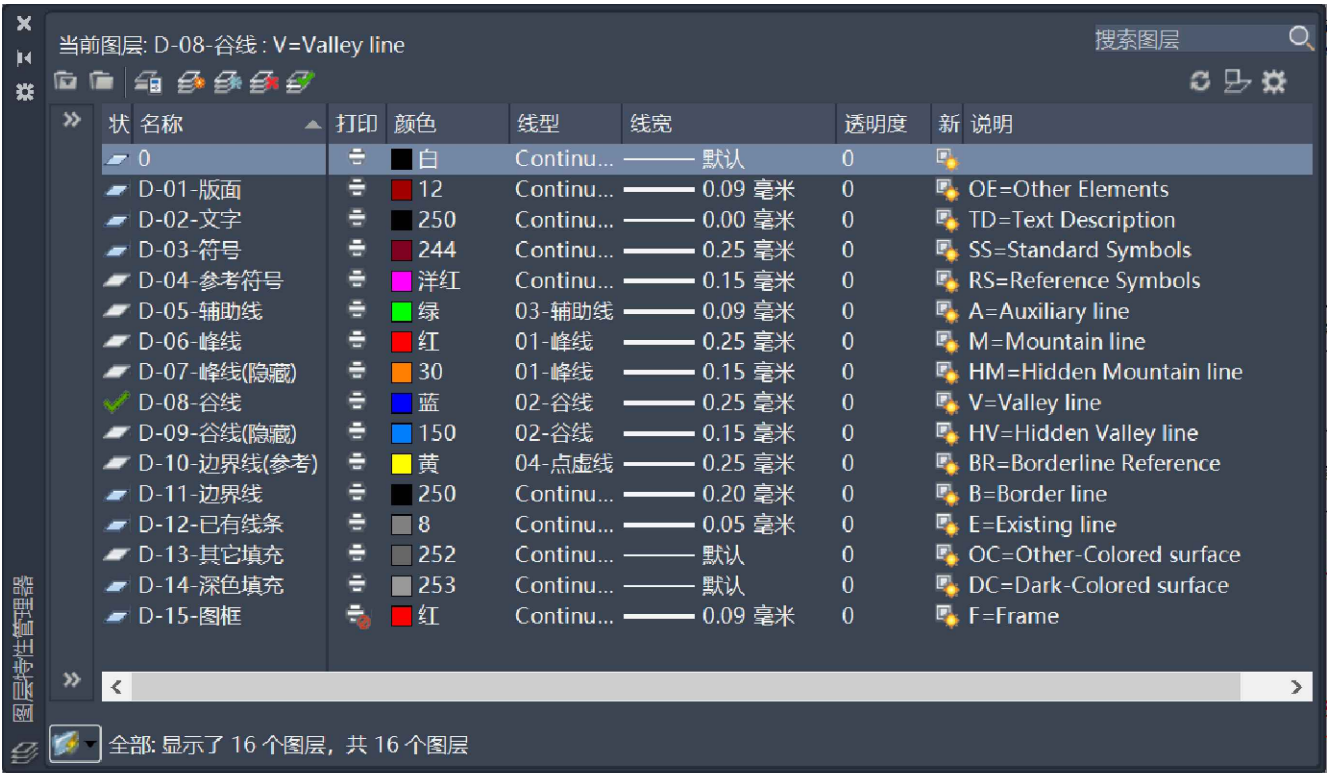 当前图层: D-08-谷线 : V=Valley line
搜索图层
状 名称 打印 颜色 线型 线宽 透明度 新 说明
0 白 Continu... 默认 0
D-01-版面 12 Continu... 0.09 毫米 0 OE=Other Elements
D-02-文字 250 Continu... 0.00 毫米 0 TD=Text Description
D-03-符号 244 Continu... 0.25 毫米 0 SS=Standard Symbols
D-04-参考符号 洋红 Continu... 0.15 毫米 0 RS=Reference Symbols
D-05-辅助线 绿 03-辅助线 0.09 毫米 0 A=Auxiliary line
D-06-峰线 红 01-峰线 0.25 毫米 0 M=Mountain line
D-07-峰线(隐藏) 30 01-峰线 0.15 毫米 0 HM=Hidden Mountain line
D-08-谷线 蓝 02-谷线 0.25 毫米 0 V=Valley line
D-09-谷线(隐藏) 150 02-谷线 0.15 毫米 0 HV=Hidden Valley line
D-10-边界线(参考) 黄 04-点虚线 0.25 毫米 0 BR=Borderline Reference
D-11-边界线 250 Continu... 0.20 毫米 0 B=Border line
D-12-已有线条 8 Continu... 0.05 毫米 0 E=Existing line
D-13-其它填充 252 Continu... 默认 0 OC=Other-Colored surface
D-14-深色填充 253 Continu... 默认 0 DC=Dark-Colored surface
D-15-图框 红 Continu... 0.09 毫米 0 F=Frame
图层特性管理器
全部: 显示了 16 个图层，共 16 个图层